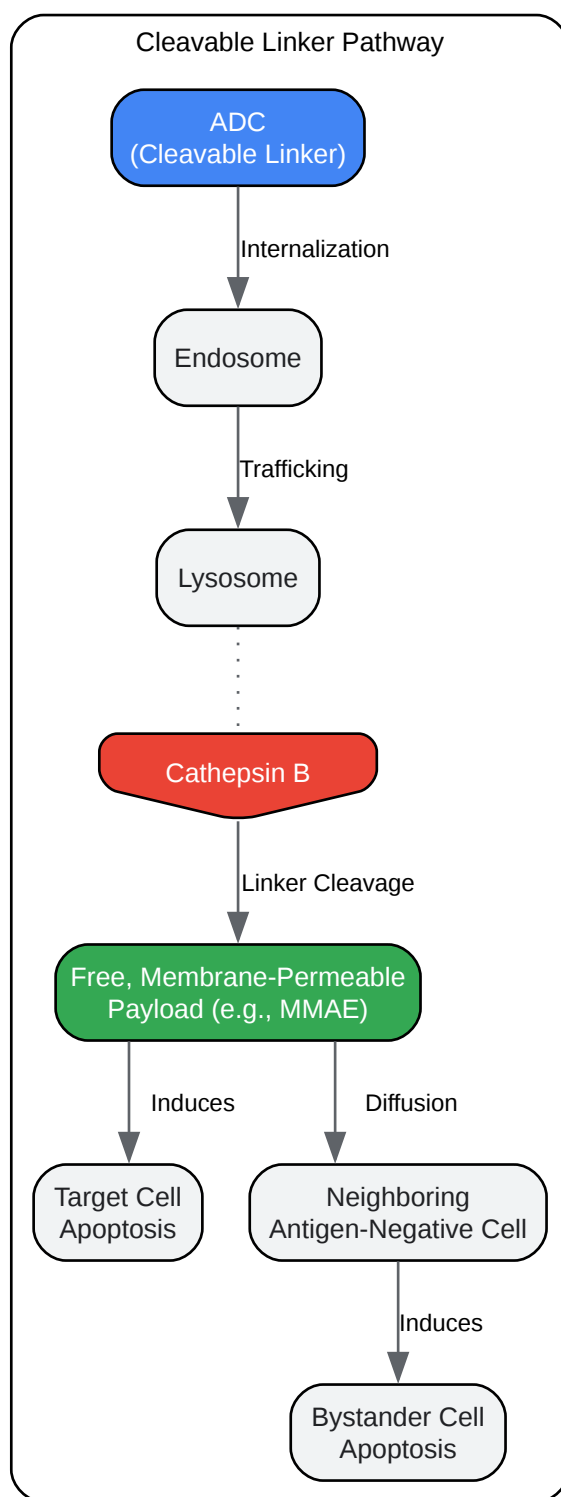 Cleavable Linker Pathway
ADC
(Cleavable Linker)
Internalization
Endosome
Trafficking
Lysosome
Cathepsin B
Linker Cleavage
Free, Membrane-Permeable
Payload (e.g., MMAE)
Induces
Diffusion
Target Cell
Apoptosis
Neighboring
Antigen-Negative Cell
Induces
Bystander Cell
Apoptosis